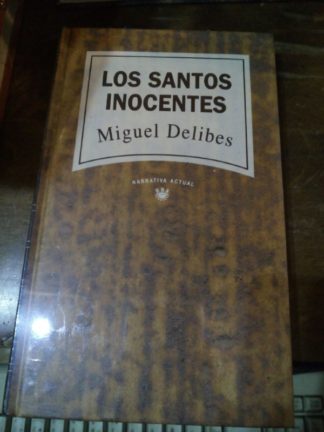 LOS SANTOS
INOCENTES
Miguel Delibes
NARRATIVA ACTUAL